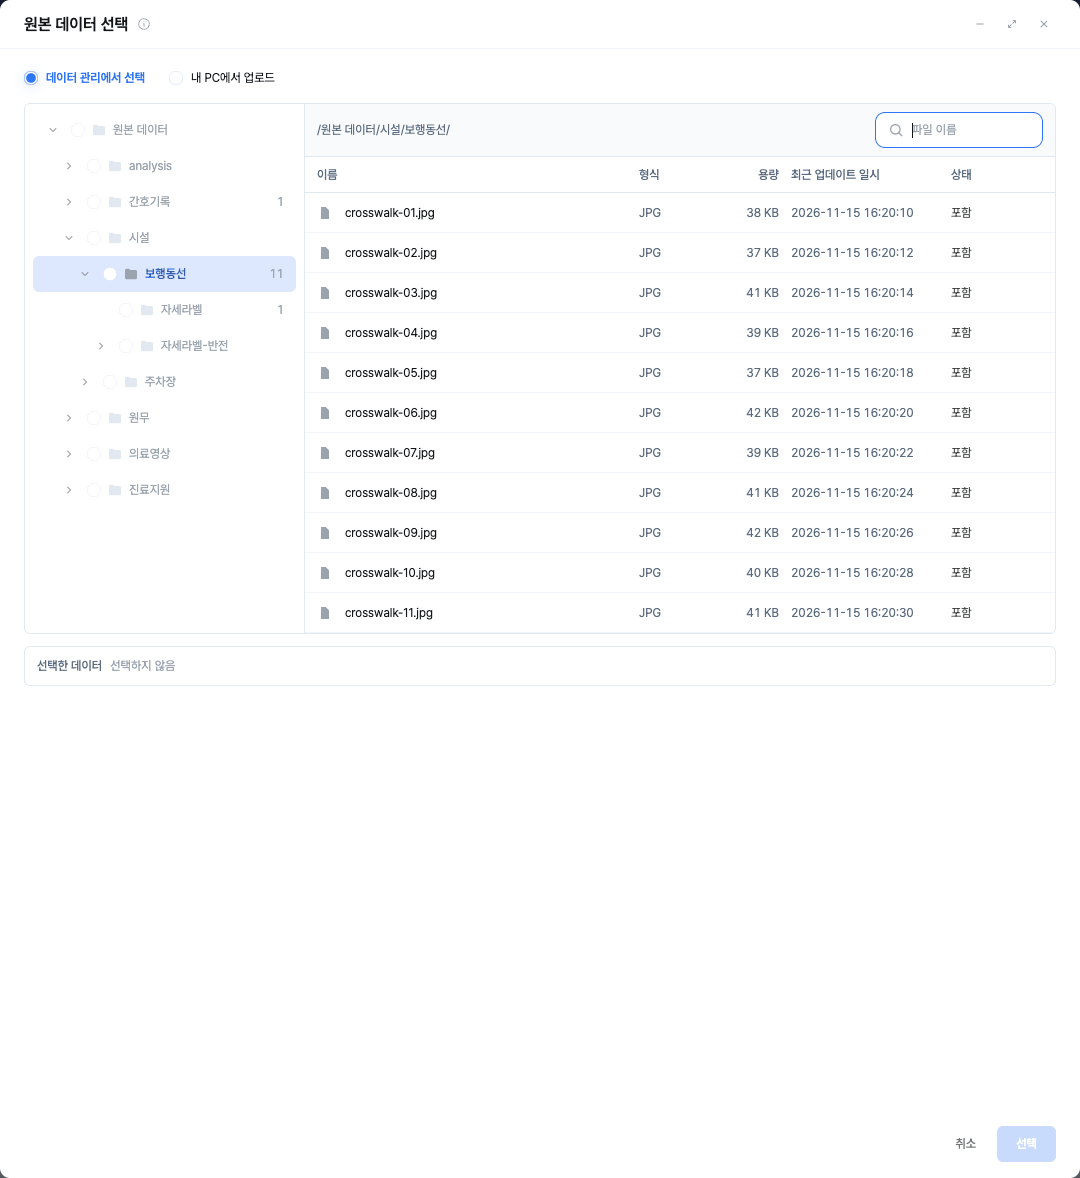 원본 데이터 선택
데이터 관리에서 선택 내 PC에서 업로드
원본 데이터
analysis
간호기록 1
시설
보행동선 11
자세라벨 1
자세라벨-반전
주차장
원무
의료영상
진료지원
/원본 데이터/시설/보행동선/
파일 이름
이름 형식 용량 최근 업데이트 일시 상태
crosswalk-01.jpg JPG 38 KB 2026-11-15 16:20:10 포함
crosswalk-02.jpg JPG 37 KB 2026-11-15 16:20:12 포함
crosswalk-03.jpg JPG 41 KB 2026-11-15 16:20:14 포함
crosswalk-04.jpg JPG 39 KB 2026-11-15 16:20:16 포함
crosswalk-05.jpg JPG 37 KB 2026-11-15 16:20:18 포함
crosswalk-06.jpg JPG 42 KB 2026-11-15 16:20:20 포함
crosswalk-07.jpg JPG 39 KB 2026-11-15 16:20:22 포함
crosswalk-08.jpg JPG 41 KB 2026-11-15 16:20:24 포함
crosswalk-09.jpg JPG 42 KB 2026-11-15 16:20:26 포함
crosswalk-10.jpg JPG 40 KB 2026-11-15 16:20:28 포함
crosswalk-11.jpg JPG 41 KB 2026-11-15 16:20:30 포함
선택한 데이터 선택하지 않음
취소 선택